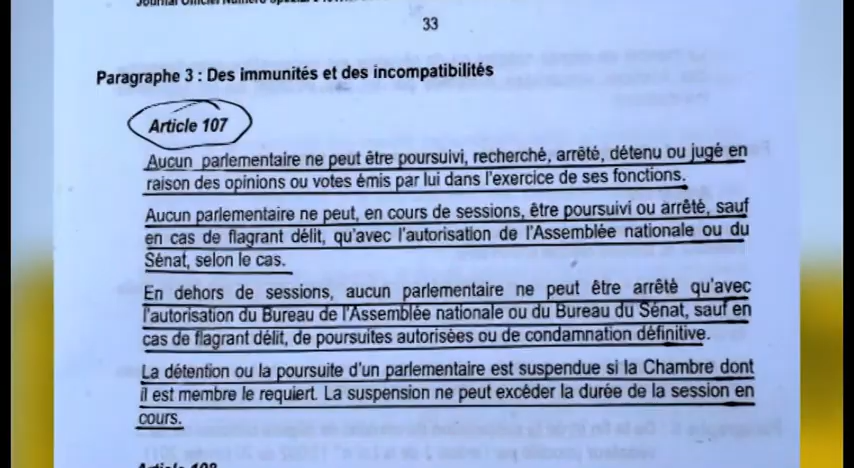 Journal Officiel Numéro Spécial
33
Paragraphe 3 : Des immunités et des incompatibilités
Article 107
Aucun parlementaire ne peut être poursuivi, recherché, arrêté, détenu ou jugé en
raison des opinions ou votes émis par lui dans l'exercice de ses fonctions.
Aucun parlementaire ne peut, en cours de sessions, être poursuivi ou arrêté, sauf
en cas de flagrant délit, qu'avec l'autorisation de l'Assemblée nationale ou du
Sénat, selon le cas.
En dehors de sessions, aucun parlementaire ne peut être arrêté qu'avec
l'autorisation du Bureau de l'Assemblée nationale ou du Bureau du Sénat, sauf en
cas de flagrant délit, de poursuites autorisées ou de condamnation définitive.
La détention ou la poursuite d'un parlementaire est suspendue si la Chambre dont
il est membre le requiert. La suspension ne peut excéder la durée de la session en
cours.
Article 108